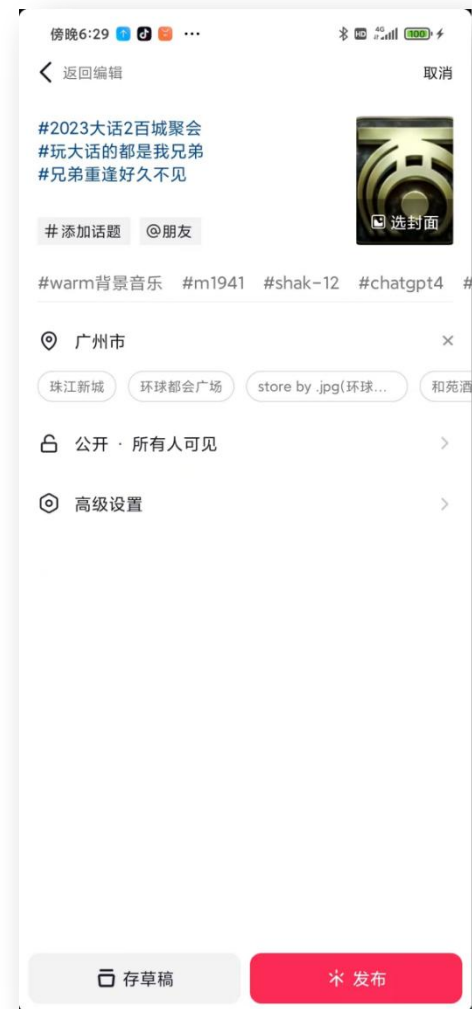 傍晚6:29 ... HD 4G 100
返回编辑 取消
#2023大话2百城聚会
#玩大话的都是我兄弟
#兄弟重逢好久不见
选封面
#添加话题 @朋友
#warm背景音乐 #m1941 #shak-12 #chatgpt4 #
广州市
珠江新城 环球都会广场 store by .jpg(环球... 和苑酒
公开 · 所有人可见
高级设置
存草稿 发布